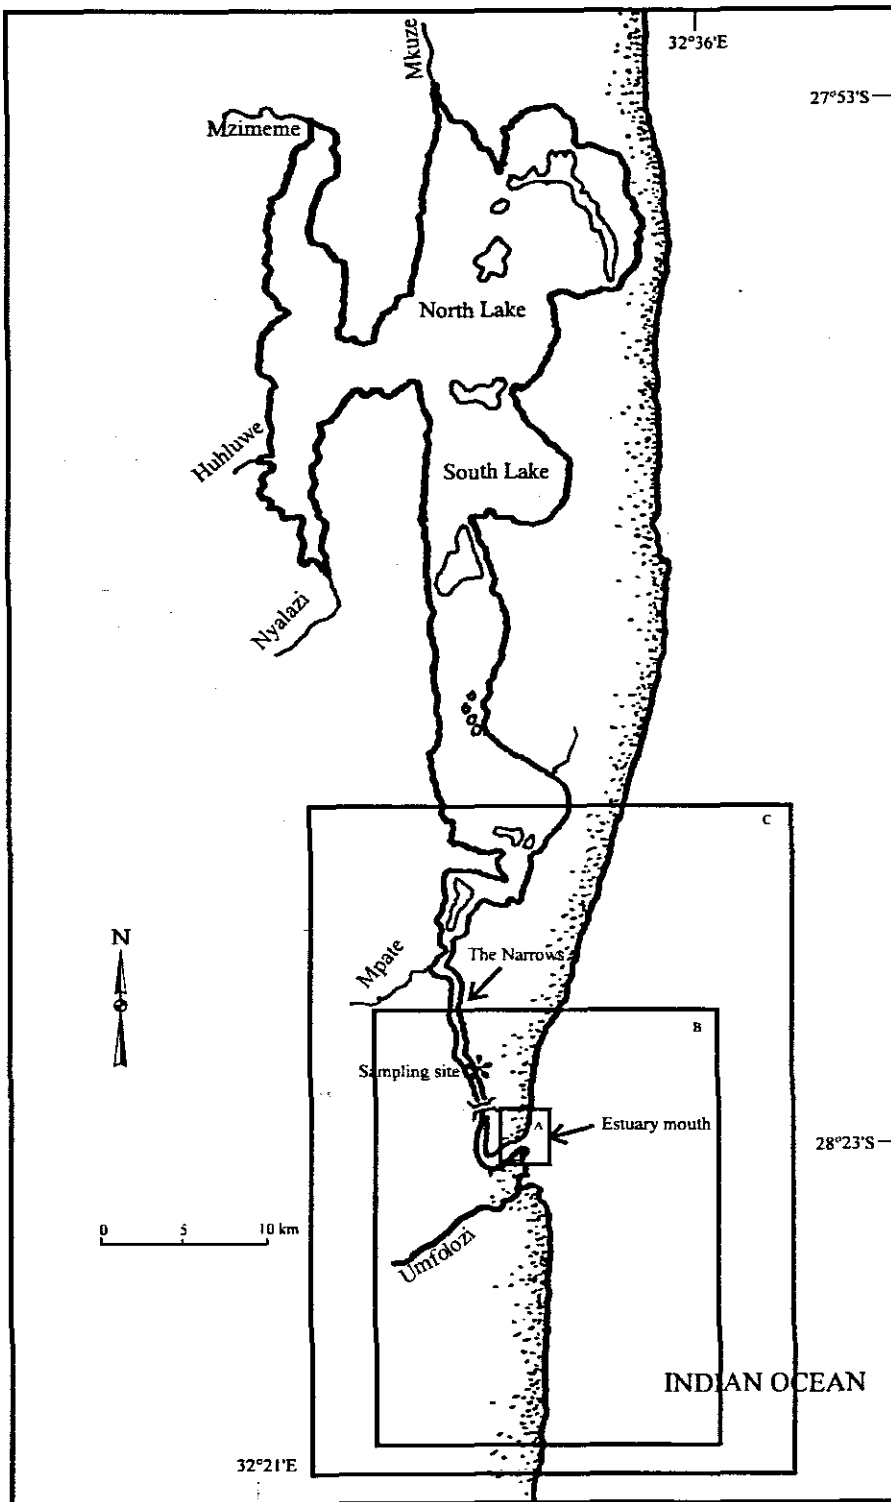 32°36'E
Mkuze
27°53'S
Mzimeme
North Lake
Huhluwe
South Lake
Nyalazi
C
N
The Narrows
Mpate
B
Sampling site
A
Estuary mouth
28°23'S
0 5 10 km
Umfolozi
INDIAN OCEAN
32°21'E